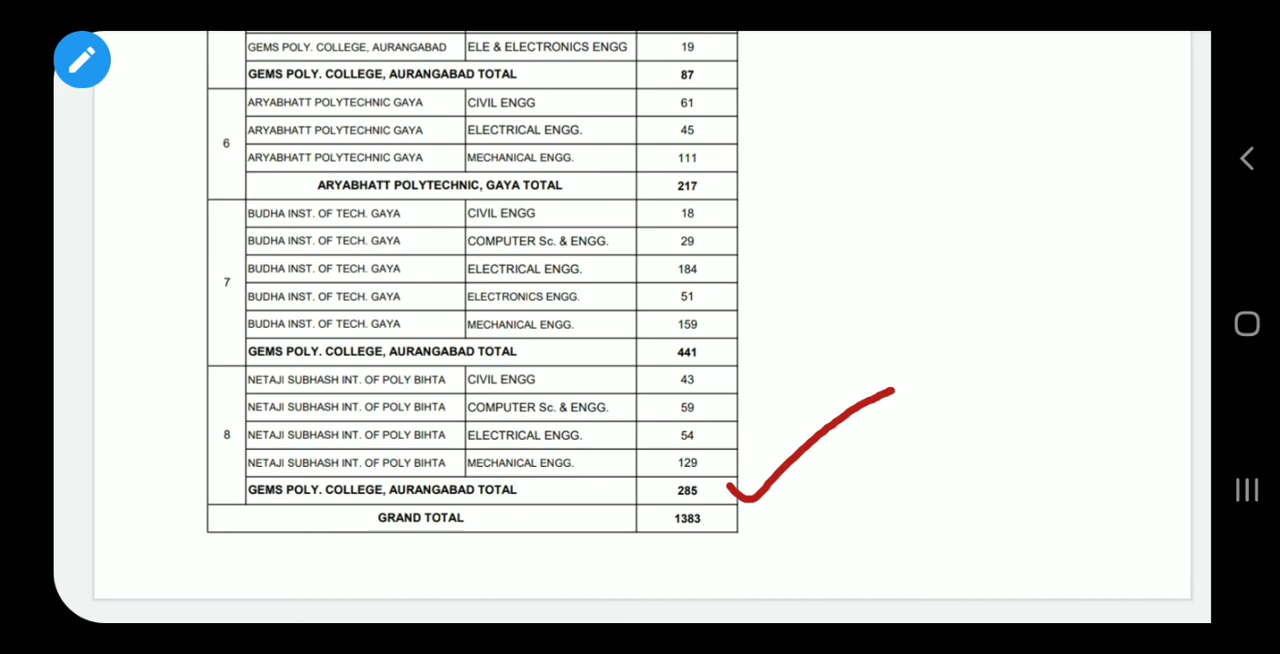 GEMS POLY. COLLEGE, AURANGABAD ELE & ELECTRONICS ENGG 19
GEMS POLY. COLLEGE, AURANGABAD TOTAL 87
6
ARYABHATT POLYTECHNIC GAYA CIVIL ENGG 61
ARYABHATT POLYTECHNIC GAYA ELECTRICAL ENGG. 45
ARYABHATT POLYTECHNIC GAYA MECHANICAL ENGG. 111
ARYABHATT POLYTECHNIC, GAYA TOTAL 217
7
BUDHA INST. OF TECH. GAYA CIVIL ENGG 18
BUDHA INST. OF TECH. GAYA COMPUTER Sc. & ENGG. 29
BUDHA INST. OF TECH. GAYA ELECTRICAL ENGG. 184
BUDHA INST. OF TECH. GAYA ELECTRONICS ENGG. 51
BUDHA INST. OF TECH. GAYA MECHANICAL ENGG. 159
GEMS POLY. COLLEGE, AURANGABAD TOTAL 441
8
NETAJI SUBHASH INT. OF POLY BIHTA CIVIL ENGG 43
NETAJI SUBHASH INT. OF POLY BIHTA COMPUTER Sc. & ENGG. 59
NETAJI SUBHASH INT. OF POLY BIHTA ELECTRICAL ENGG. 54
NETAJI SUBHASH INT. OF POLY BIHTA MECHANICAL ENGG. 129
GEMS POLY. COLLEGE, AURANGABAD TOTAL 285
GRAND TOTAL 1383